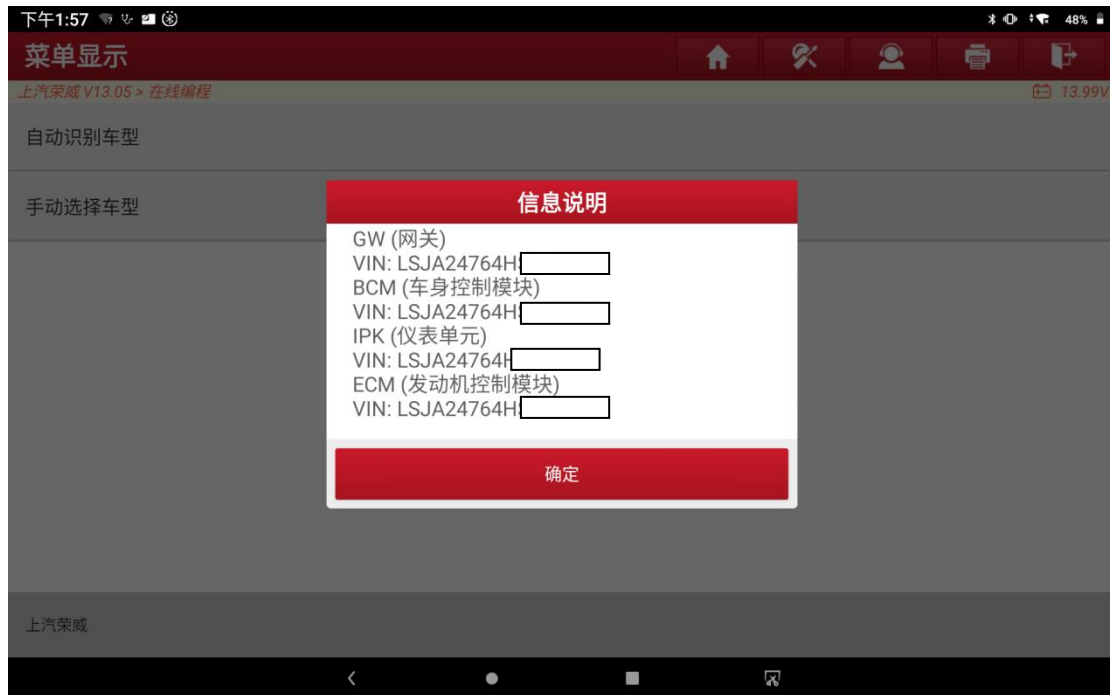 下午1:57
48%
菜单显示
上汽荣威 V13.05 > 在线编程
13.99V
自动识别车型
手动选择车型
信息说明
GW (网关)
VIN: LSJA24764H
BCM (车身控制模块)
VIN: LSJA24764H
IPK (仪表单元)
VIN: LSJA24764H
ECM (发动机控制模块)
VIN: LSJA24764H
确定
上汽荣威